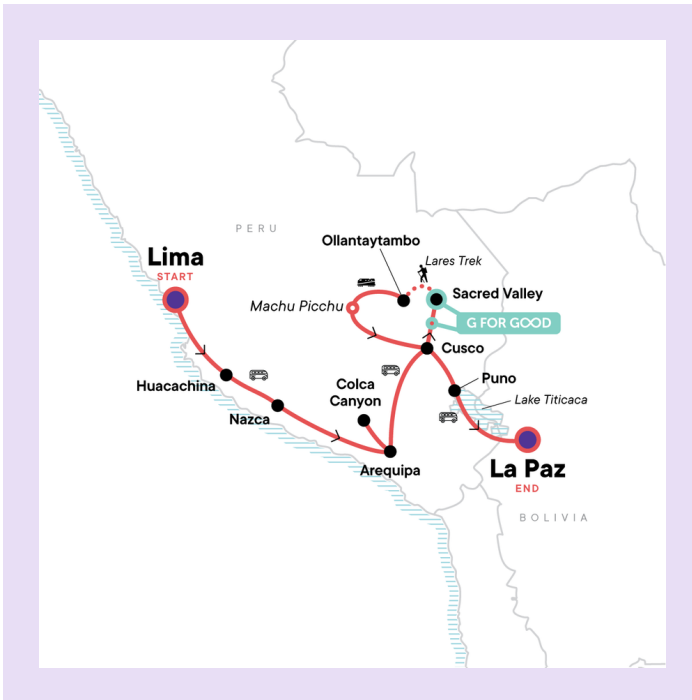 PERU
Lima
START
Ollantaytambo
Lares Trek
Machu Picchu
Sacred Valley
G FOR GOOD
Cusco
Huacachina
Nazca
Colca
Canyon
Puno
Lake Titicaca
Arequipa
La Paz
END
BOLIVIA